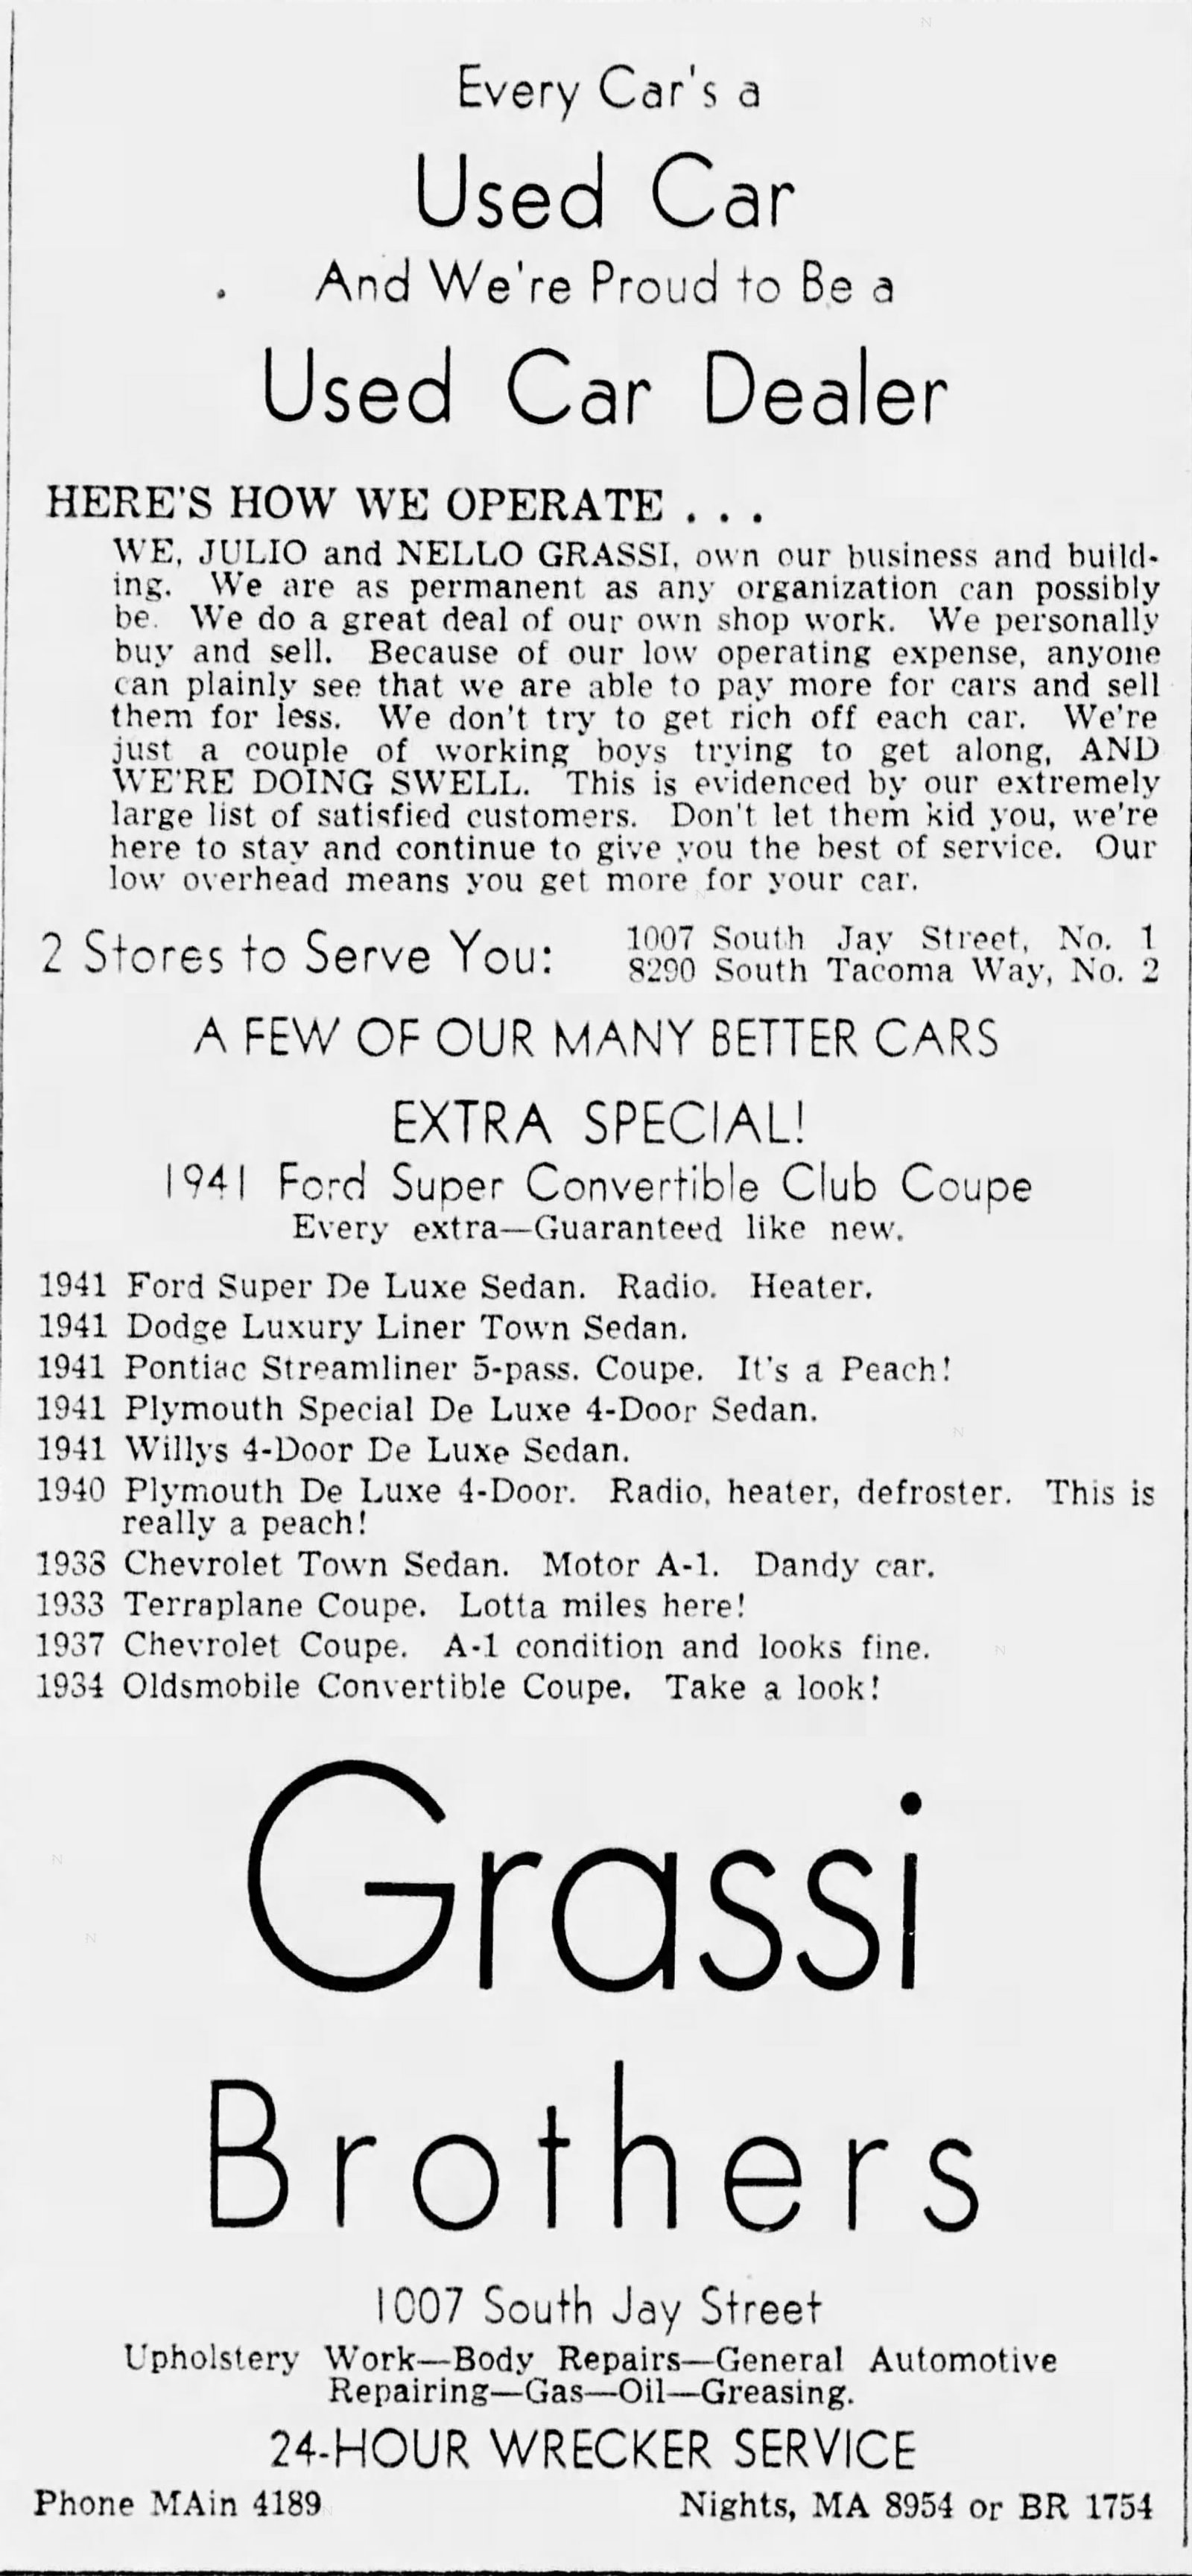 Every Car's a
Used Car
And We're Proud to Be a
Used Car Dealer
HERE'S HOW WE OPERATE . . .
WE, JULIO and NELLO GRASSI, own our business and build-
ing. We are as permanent as any organization can possibly
be. We do a great deal of our own shop work. We personally
buy and sell. Because of our low operating expense, anyone
can plainly see that we are able to pay more for cars and sell
them for less. We don't try to get rich off each car. We're
just a couple of working boys trying to get along, AND
WE'RE DOING SWELL. This is evidenced by our extremely
large list of satisfied customers. Don't let them kid you, we're
here to stay and continue to give you the best of service. Our
low overhead means you get more for your car.
2 Stores to Serve You:
1007 South Jay Street, No. 1
8290 South Tacoma Way, No. 2
A FEW OF OUR MANY BETTER CARS
EXTRA SPECIAL!
1941 Ford Super Convertible Club Coupe
Every extra—Guaranteed like new.
1941 Ford Super De Luxe Sedan. Radio. Heater.
1941 Dodge Luxury Liner Town Sedan.
1941 Pontiac Streamliner 5-pass. Coupe. It's a Peach!
1941 Plymouth Special De Luxe 4-Door Sedan.
1941 Willys 4-Door De Luxe Sedan.
1940 Plymouth De Luxe 4-Door. Radio, heater, defroster. This is
really a peach!
1938 Chevrolet Town Sedan. Motor A-1. Dandy car.
1933 Terraplane Coupe. Lotta miles here!
1937 Chevrolet Coupe. A-1 condition and looks fine.
1934 Oldsmobile Convertible Coupe. Take a look!
Grassi
Brothers
1007 South Jay Street
Upholstery Work—Body Repairs—General Automotive
Repairing—Gas—Oil—Greasing.
24-HOUR WRECKER SERVICE
Phone MAin 4189
Nights, MA 8954 or BR 1754